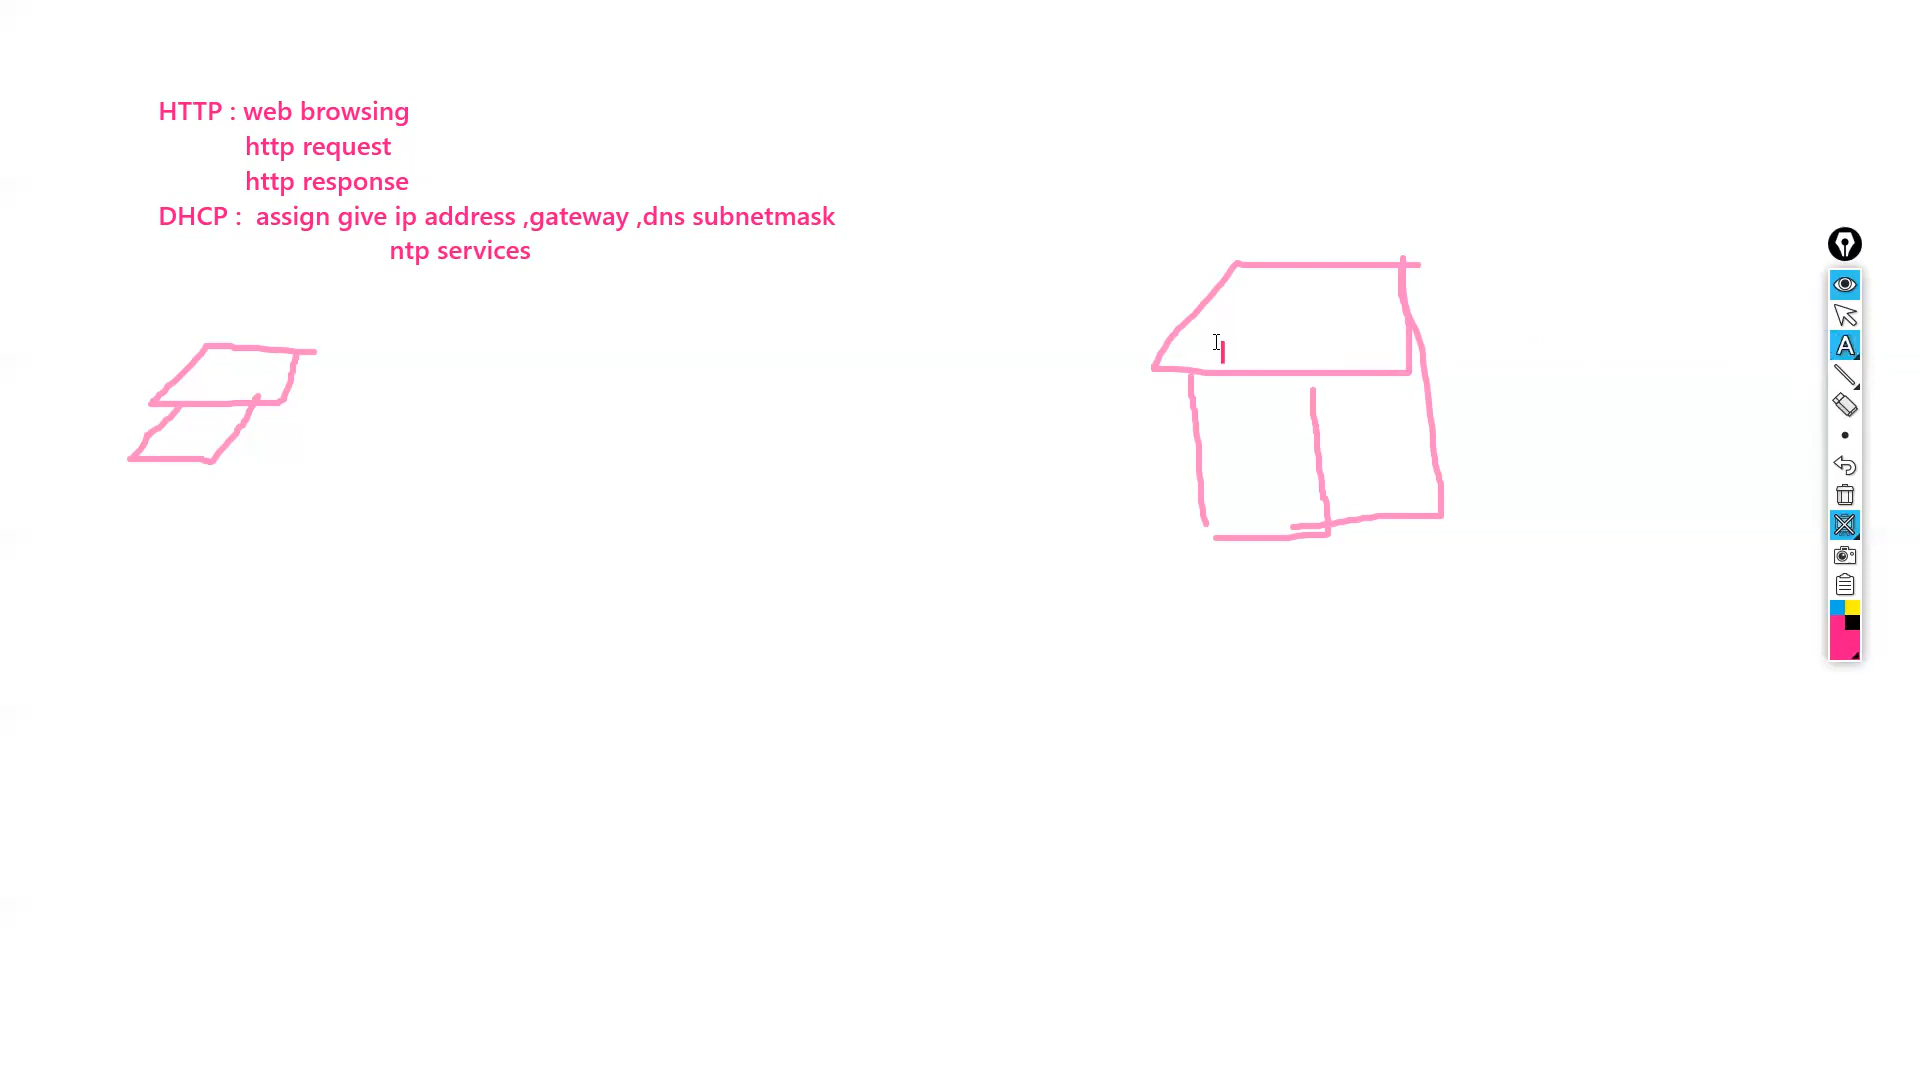 HTTP : web browsing
http request
http response
DHCP :  assign give ip address ,gateway ,dns subnetmask
ntp services